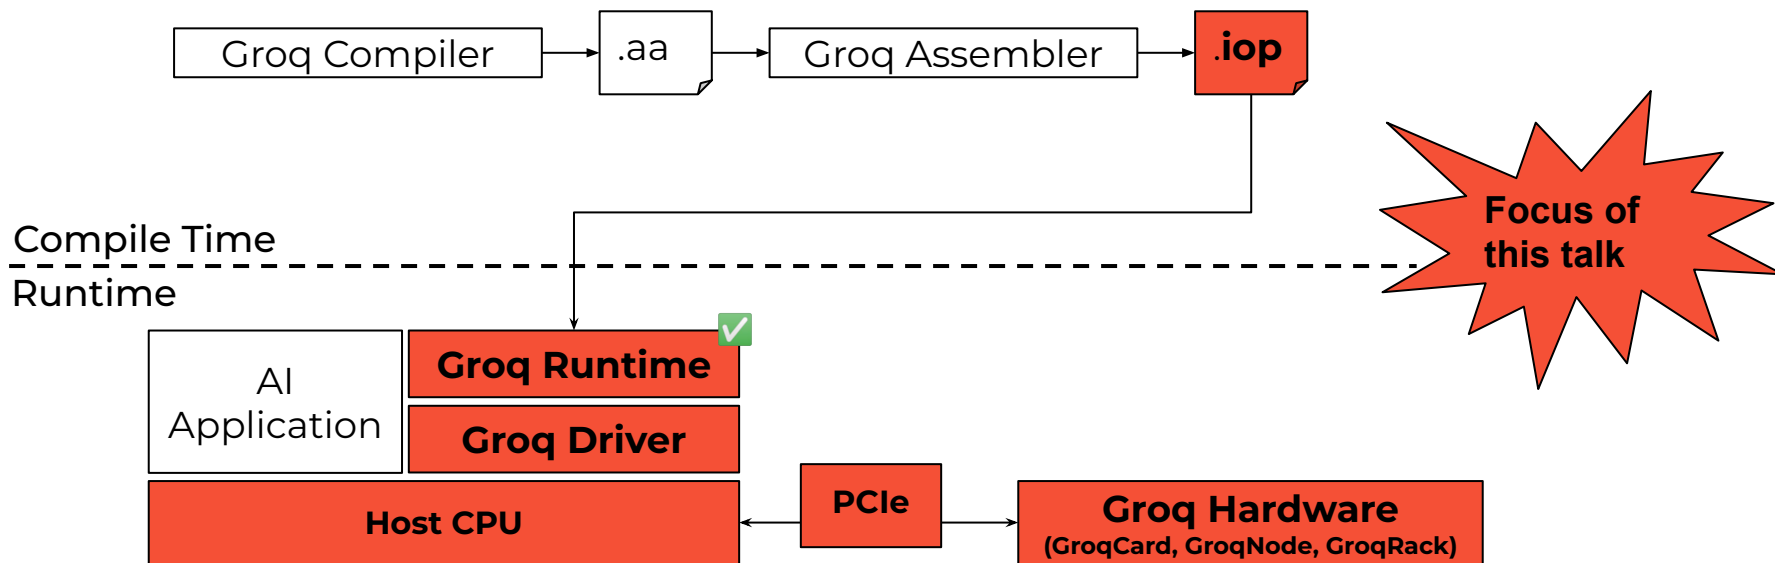 Groq Compiler
.aa
Groq Assembler
.iop
Focus of
this talk
Compile Time
Runtime
AI
Application
Groq Runtime
Groq Driver
Host CPU
PCIe
Groq Hardware
(GroqCard, GroqNode, GroqRack)